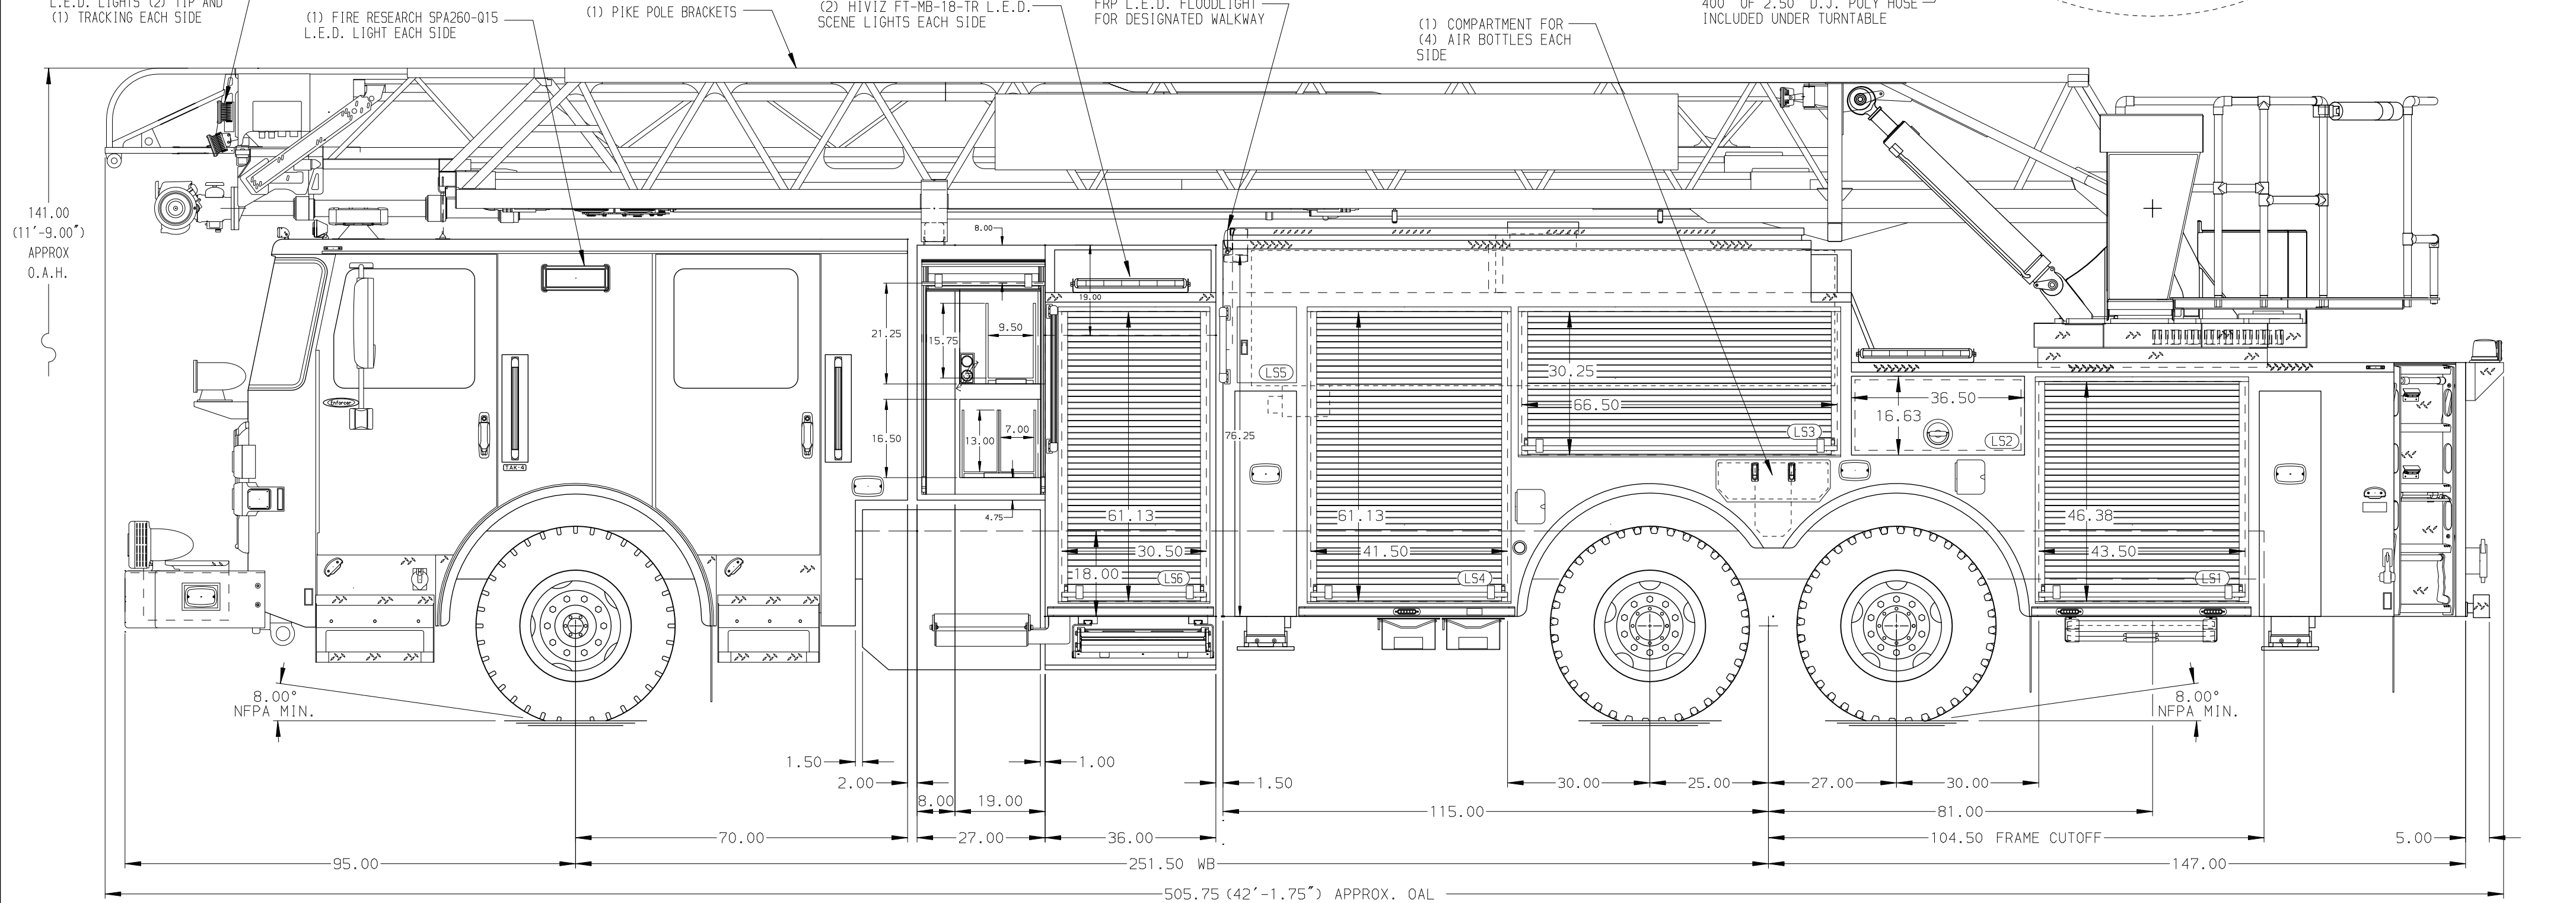 L.E.D. LIGHTS (2) TIP AND
(1) TRACKING EACH SIDE
(1) FIRE RESEARCH SPA260-Q15
L.E.D. LIGHT EACH SIDE
(1) PIKE POLE BRACKETS
(2) HIVIZ FT-MB-18-TR L.E.D.
SCENE LIGHTS EACH SIDE
FRP L.E.D. FLOODLIGHT
FOR DESIGNATED WALKWAY
(1) COMPARTMENT FOR
(4) AIR BOTTLES EACH
SIDE
400' OF 2.50" D.J. POLY HOSE
INCLUDED UNDER TURNTABLE
141.00
(11'-9.00")
APPROX
O.A.H.
8.00
19.00
21.25
15.75
9.50
16.50
13.00
7.00
4.75
Enforcer
TAK-4
61.13
30.50
18.00
LS6
76.25
LS5
61.13
41.50
LS4
30.25
66.50
LS3
36.50
16.63
LS2
46.38
43.50
LS1
8.00°
NFPA MIN.
8.00°
NFPA MIN.
1.50
1.00
2.00
1.50
30.00
25.00
27.00
30.00
8.00
19.00
115.00
81.00
70.00
27.00
36.00
104.50 FRAME CUTOFF
5.00
95.00
251.50 WB
147.00
505.75 (42'-1.75") APPROX. OAL